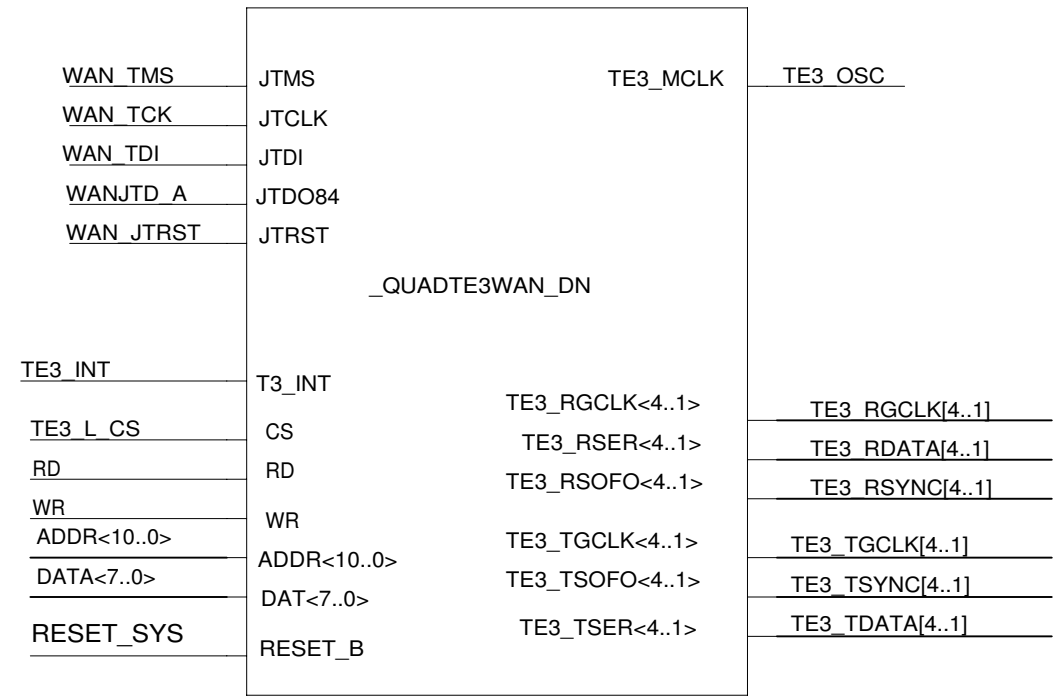 WAN_TMS JTMS TE3_MCLK TE3_OSC
WAN_TCK JTCLK
WAN_TDI JTDI
WANJTD_A JTDO84
WAN_JTRST JTRST
_QUADTE3WAN_DN
TE3_INT T3_INT
TE3_RGCLK<4..1> TE3_RGCLK[4..1]
TE3_L_CS CS
TE3_RSER<4..1> TE3_RDATA[4..1]
RD RD
TE3_RSOFO<4..1> TE3_RSYNC[4..1]
WR WR
ADDR<10..0> ADDR<10..0>
TE3_TGCLK<4..1> TE3_TGCLK[4..1]
DATA<7..0> DAT<7..0>
TE3_TSOFO<4..1> TE3_TSYNC[4..1]
TE3_TSER<4..1> TE3_TDATA[4..1]
RESET_SYS RESET_B